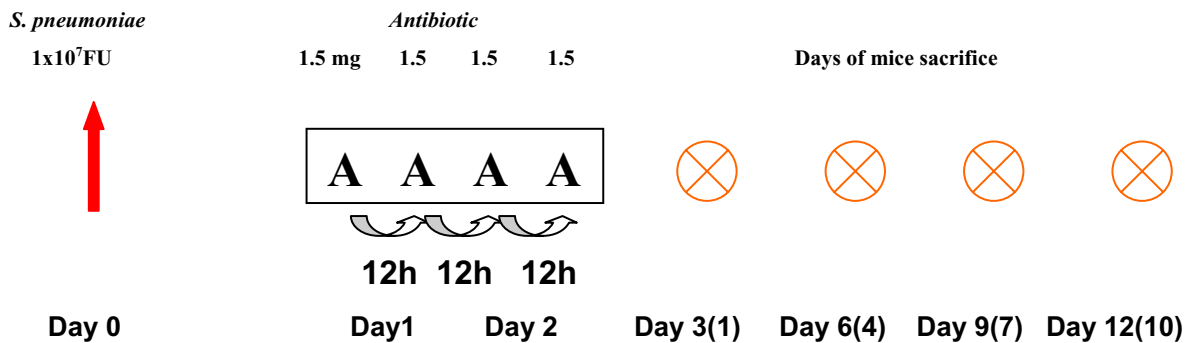 S. pneumoniae Antibiotic
1x10⁷FU 1.5 mg 1.5 1.5 1.5 Days of mice sacrifice
A A A A
12h 12h 12h
Day 0 Day1 Day 2 Day 3(1) Day 6(4) Day 9(7) Day 12(10)